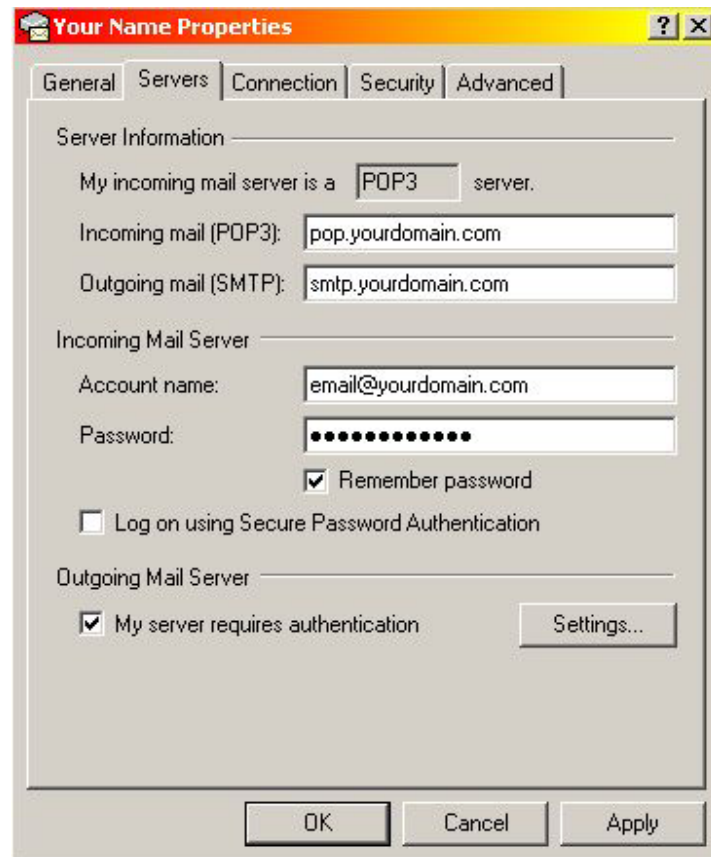 Your Name Properties
General Servers Connection Security Advanced
Server Information
My incoming mail server is a POP3 server.
Incoming mail (POP3): pop.yourdomain.com
Outgoing mail (SMTP): smtp.yourdomain.com
Incoming Mail Server
Account name: email@yourdomain.com
Password: ●●●●●●●●●●●●
Remember password
Log on using Secure Password Authentication
Outgoing Mail Server
My server requires authentication Settings...
OK Cancel Apply